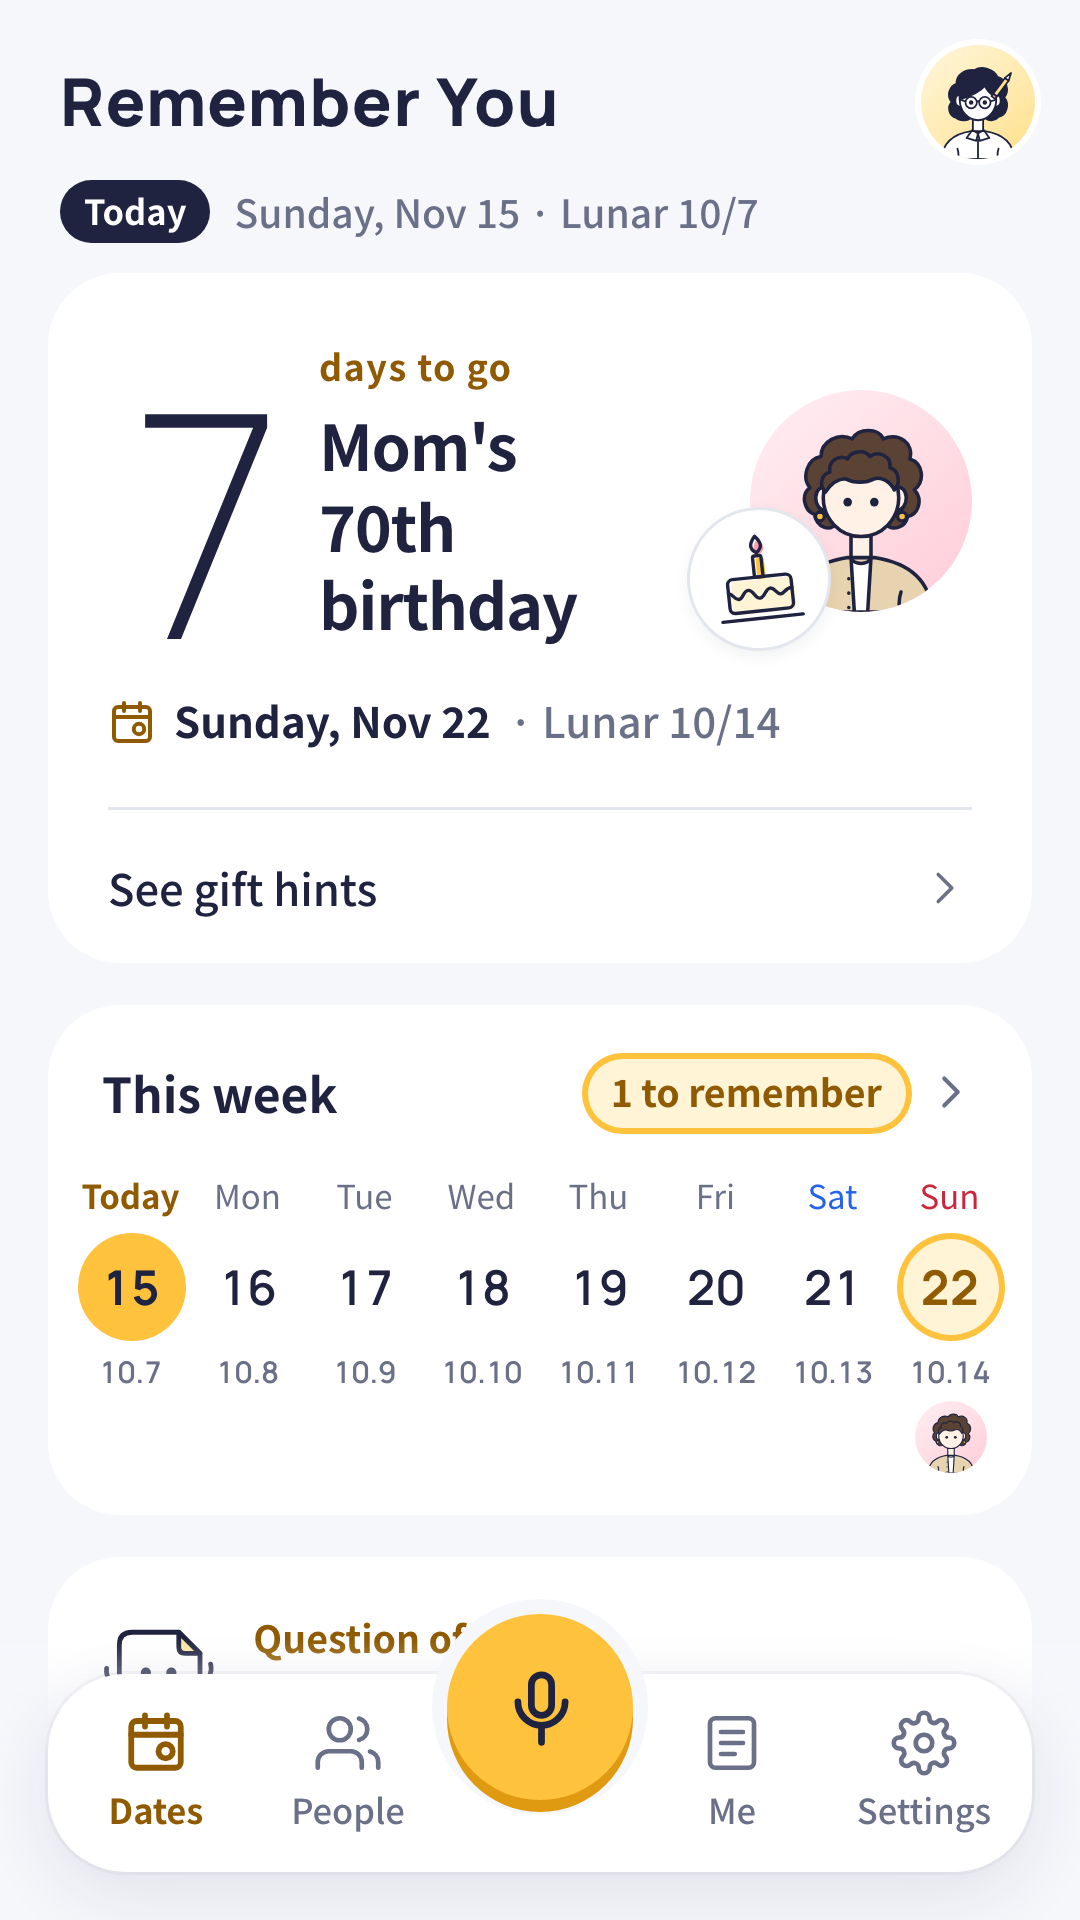 Remember You
Today Sunday, Nov 15 · Lunar 10/7
days to go
7
Mom's
70th
birthday
Sunday, Nov 22 · Lunar 10/14
See gift hints
This week 1 to remember
Today Mon Tue Wed Thu Fri Sat Sun
15 16 17 18 19 20 21 22
10.7 10.8 10.9 10.10 10.11 10.12 10.13 10.14
Question of
Dates People Me Settings